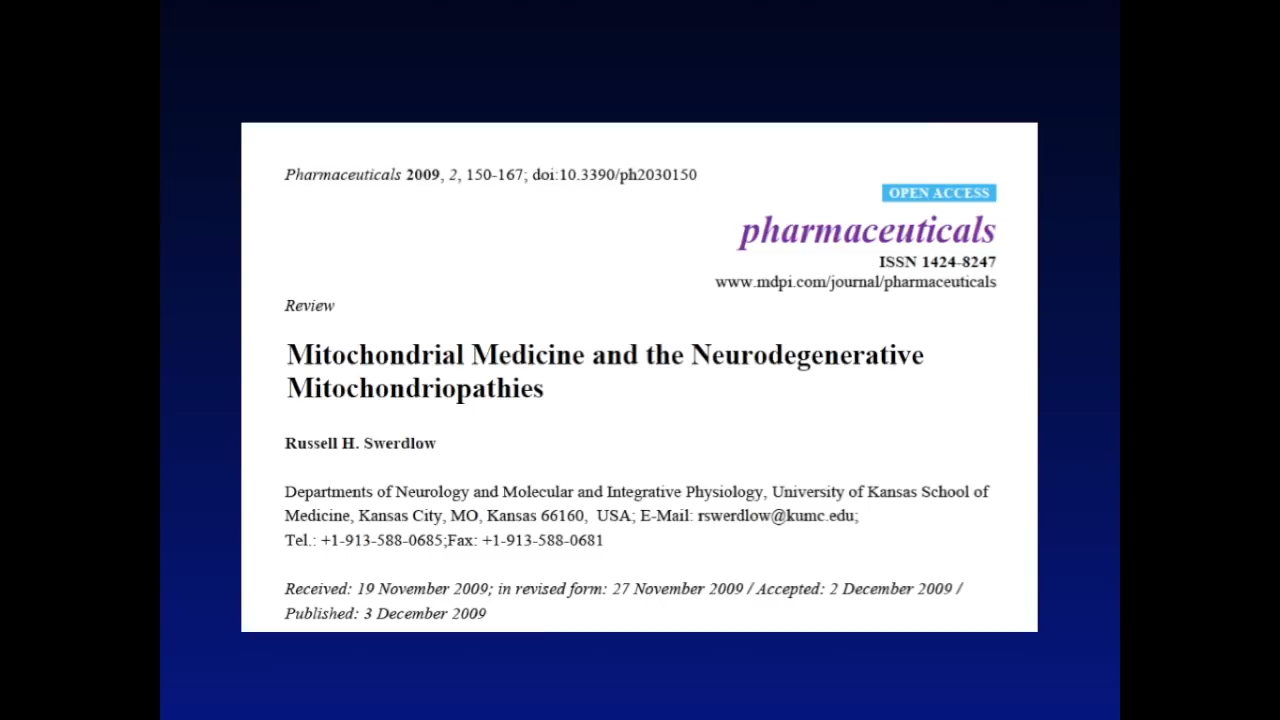 Pharmaceuticals 2009, 2, 150-167; doi:10.3390/ph2030150
OPEN ACCESS
pharmaceuticals
ISSN 1424-8247
www.mdpi.com/journal/pharmaceuticals
Review
Mitochondrial Medicine and the Neurodegenerative
Mitochondriopathies
Russell H. Swerdlow
Departments of Neurology and Molecular and Integrative Physiology, University of Kansas School of
Medicine, Kansas City, MO, Kansas 66160, USA; E-Mail: rswerdlow@kumc.edu;
Tel.: +1-913-588-0685;Fax: +1-913-588-0681
Received: 19 November 2009; in revised form: 27 November 2009 / Accepted: 2 December 2009 /
Published: 3 December 2009